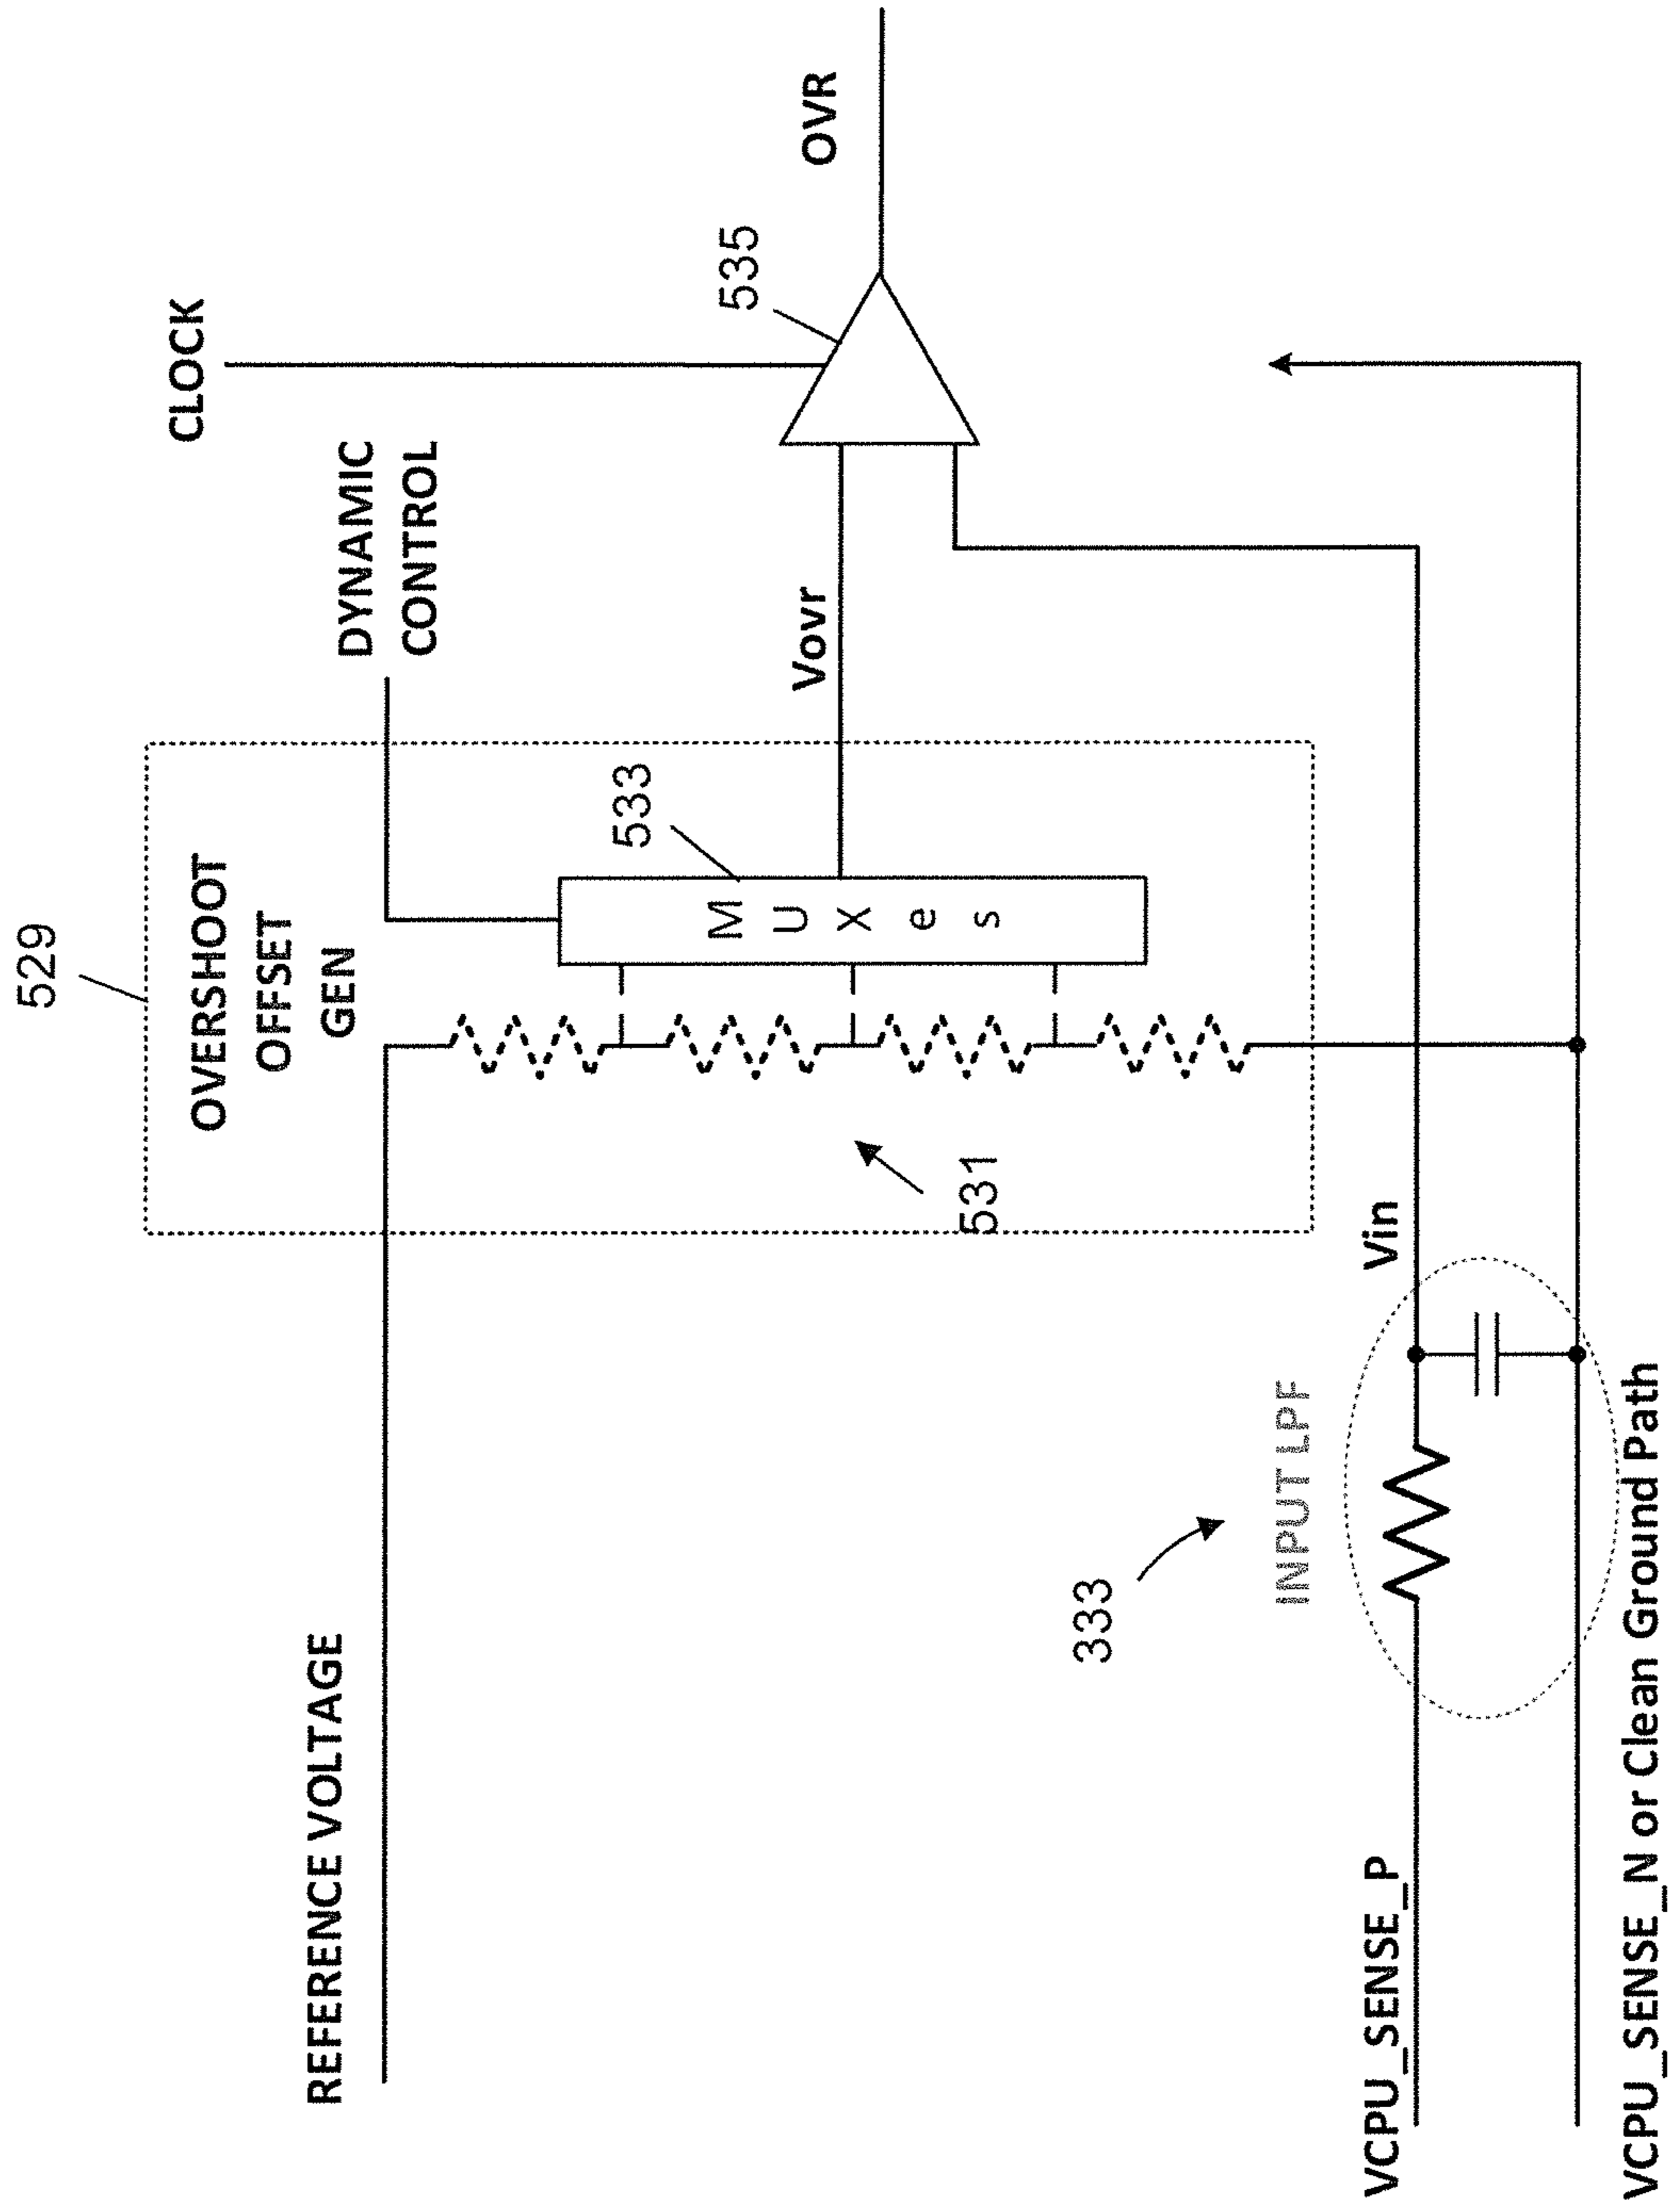 529
OVERSHOOT
OFFSET
GEN
DYNAMIC
CONTROL
CLOCK
REFERENCE VOLTAGE
533
MUXes
531
Vovr
535
OVR
333
INPUT LPF
Vin
VCPU_SENSE_P
VCPU_SENSE_N or Clean Ground Path